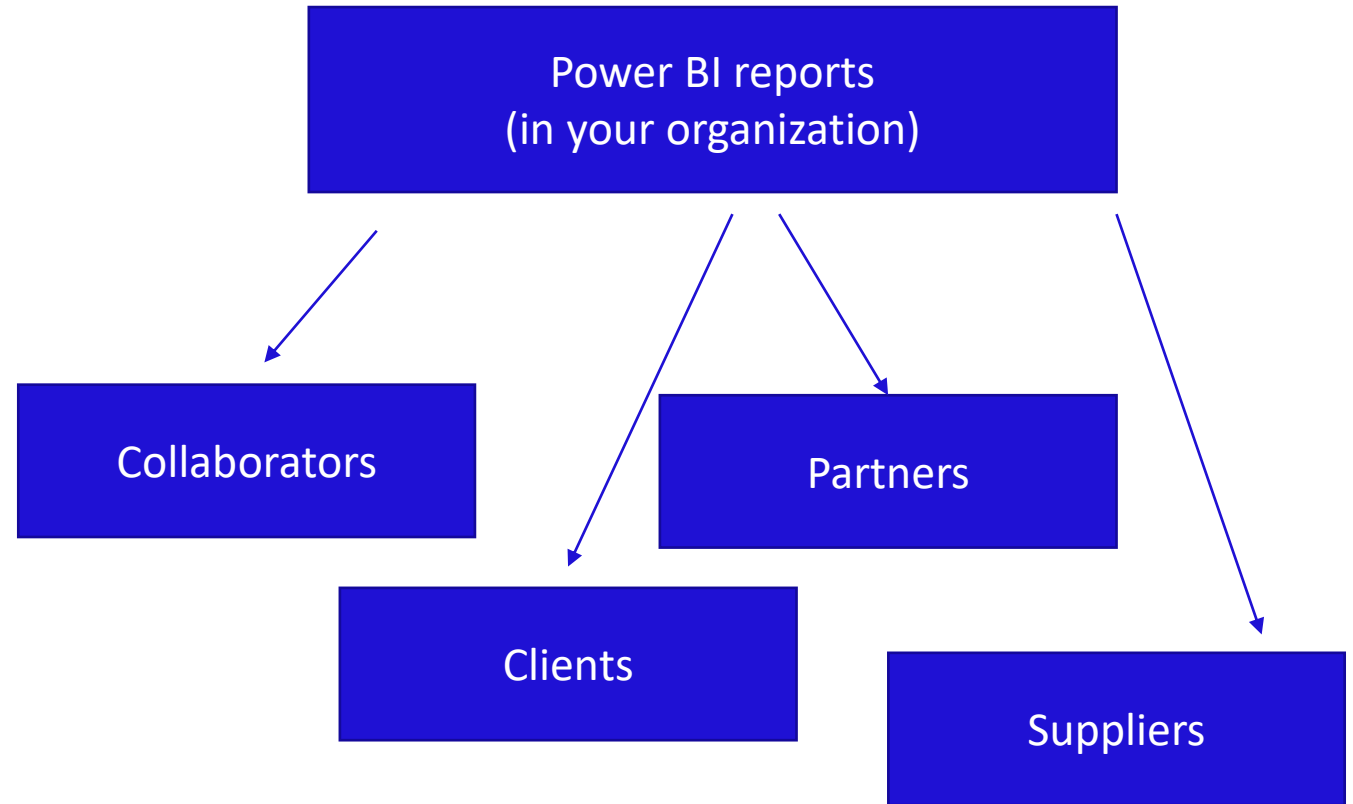 Power BI reports
(in your organization)
Collaborators
Partners
Clients
Suppliers